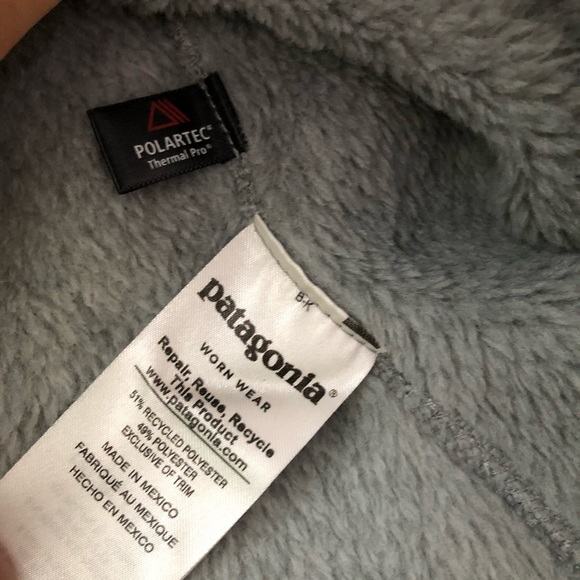 POLARTEC®
Thermal Pro®
B-K
patagonia®
WORN WEAR
Repair, Reuse, Recycle
This Product
www.patagonia.com
51% RECYCLED POLYESTER
49% POLYESTER
EXCLUSIVE OF TRIM
MADE IN MEXICO
FABRIQUÉ AU MEXIQUE
HECHO EN MEXICO